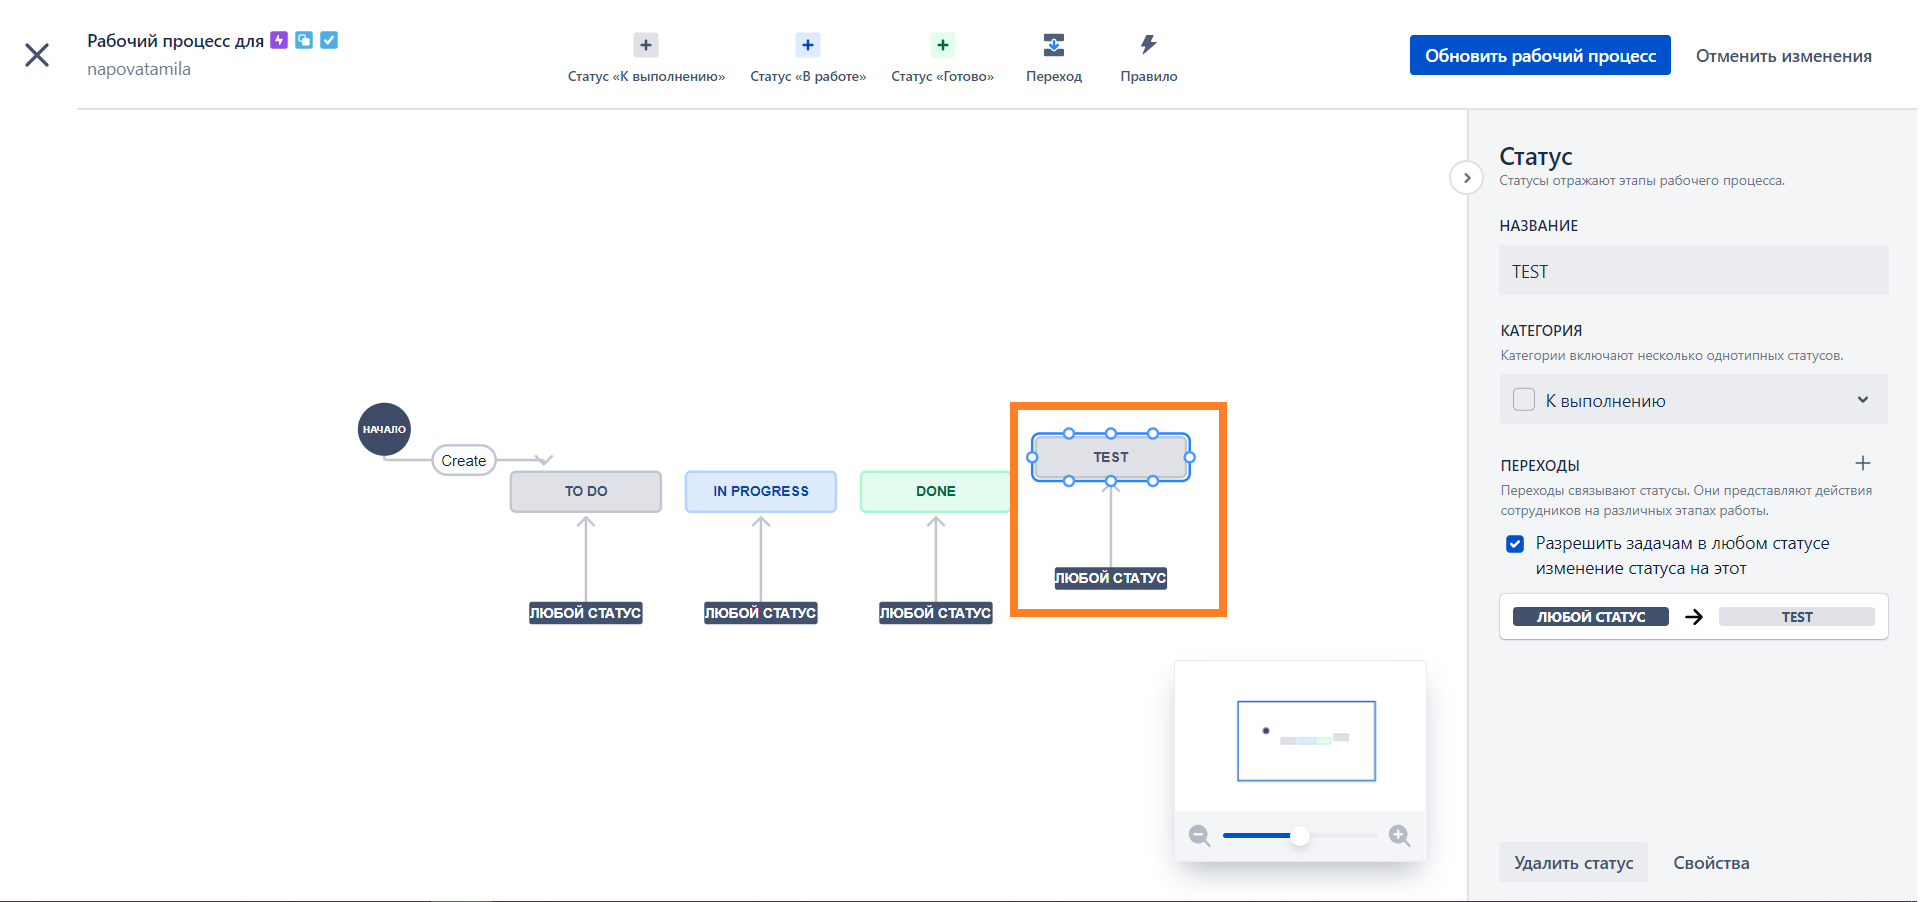 Рабочий процесс для
napovatamila
Статус «К выполнению»
Статус «В работе»
Статус «Готово»
Переход
Правило
Обновить рабочий процесс
Отменить изменения
НАЧАЛО
Create
TO DO
IN PROGRESS
DONE
TEST
ЛЮБОЙ СТАТУС
ЛЮБОЙ СТАТУС
ЛЮБОЙ СТАТУС
ЛЮБОЙ СТАТУС
Статус
Статусы отражают этапы рабочего процесса.
НАЗВАНИЕ
TEST
КАТЕГОРИЯ
Категории включают несколько однотипных статусов.
К выполнению
ПЕРЕХОДЫ
Переходы связывают статусы. Они представляют действия
сотрудников на различных этапах работы.
Разрешить задачам в любом статусе
изменение статуса на этот
ЛЮБОЙ СТАТУС
TEST
Удалить статус
Свойства